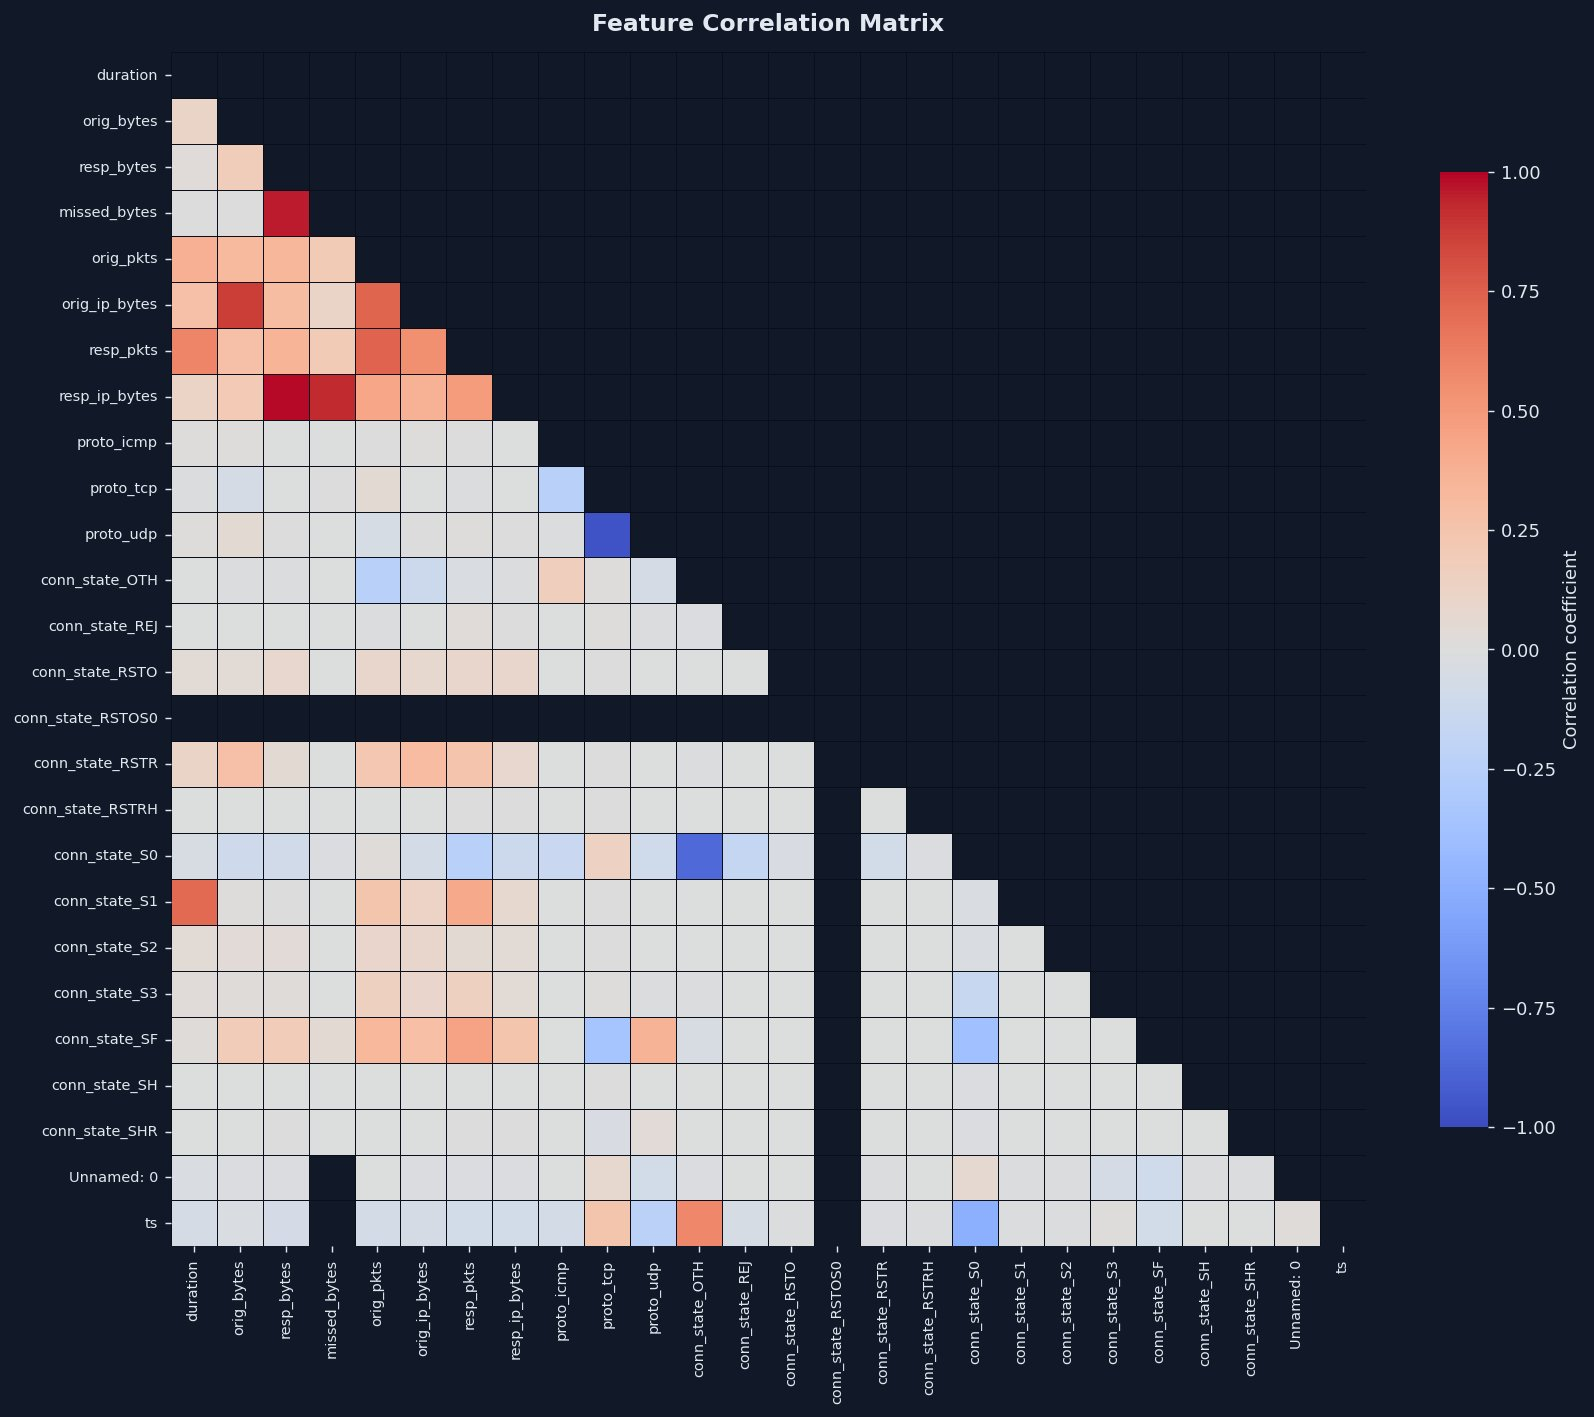 Feature Correlation Matrix
duration
orig_bytes
resp_bytes
missed_bytes
orig_pkts
orig_ip_bytes
resp_pkts
resp_ip_bytes
proto_icmp
proto_tcp
proto_udp
conn_state_OTH
conn_state_REJ
conn_state_RSTO
conn_state_RSTOS0
conn_state_RSTR
conn_state_RSTRH
conn_state_S0
conn_state_S1
conn_state_S2
conn_state_S3
conn_state_SF
conn_state_SH
conn_state_SHR
Unnamed: 0
ts
duration
orig_bytes
resp_bytes
missed_bytes
orig_pkts
orig_ip_bytes
resp_pkts
resp_ip_bytes
proto_icmp
proto_tcp
proto_udp
conn_state_OTH
conn_state_REJ
conn_state_RSTO
conn_state_RSTOS0
conn_state_RSTR
conn_state_RSTRH
conn_state_S0
conn_state_S1
conn_state_S2
conn_state_S3
conn_state_SF
conn_state_SH
conn_state_SHR
Unnamed: 0
ts
1.00
0.75
0.50
0.25
0.00
−0.25
−0.50
−0.75
−1.00
Correlation coefficient